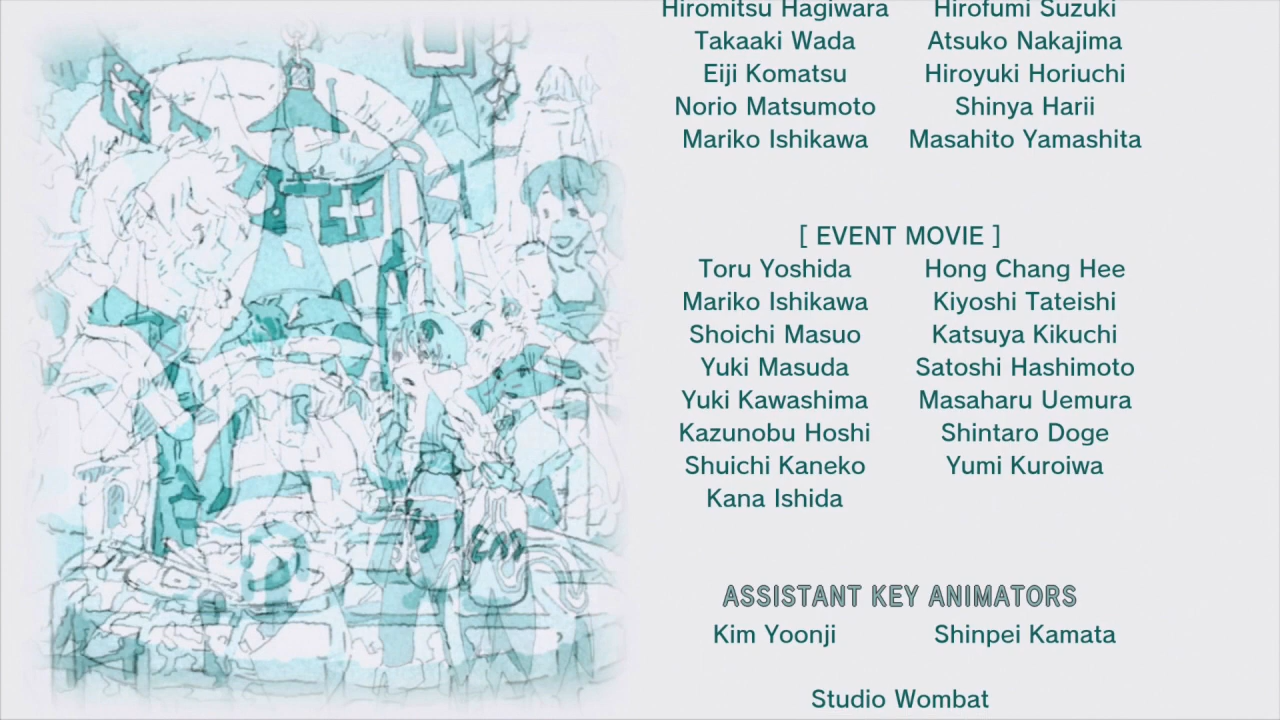 Hiromitsu Hagiwara Hirofumi Suzuki
Takaaki Wada Atsuko Nakajima
Eiji Komatsu Hiroyuki Horiuchi
Norio Matsumoto Shinya Harii
Mariko Ishikawa Masahito Yamashita
[ EVENT MOVIE ]
Toru Yoshida Hong Chang Hee
Mariko Ishikawa Kiyoshi Tateishi
Shoichi Masuo Katsuya Kikuchi
Yuki Masuda Satoshi Hashimoto
Yuki Kawashima Masaharu Uemura
Kazunobu Hoshi Shintaro Doge
Shuichi Kaneko Yumi Kuroiwa
Kana Ishida
ASSISTANT KEY ANIMATORS
Kim Yoonji Shinpei Kamata
Studio Wombat